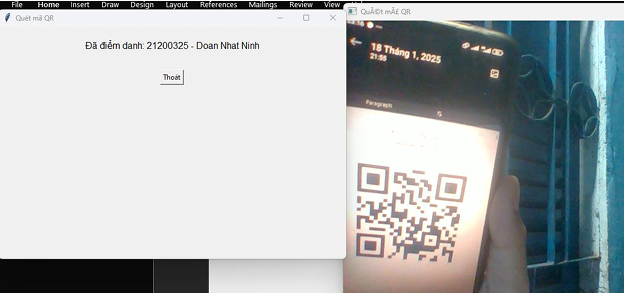 File Home Insert Draw Design Layout References Mailings Review View
Quét mã QR
Đã điểm danh: 21200325 - Doan Nhat Ninh
Thoát
QuÃ©t mÃ£ QR
18 Tháng 1, 2025
21:55
Paragraph